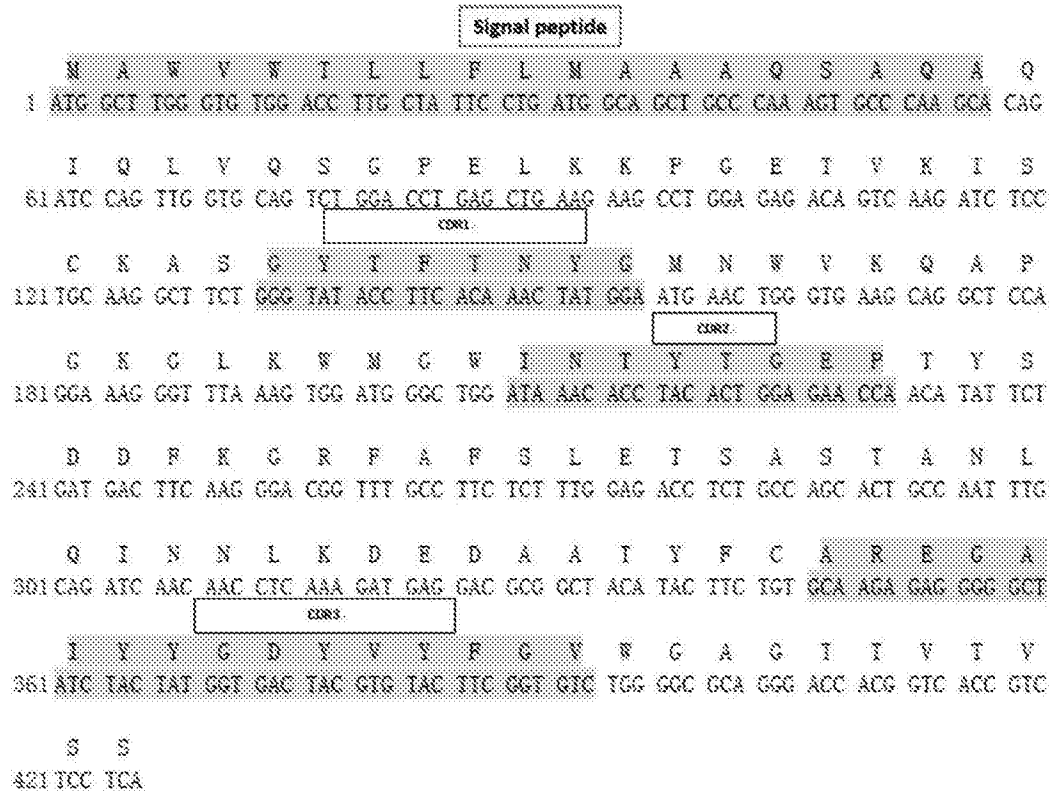 Signal peptide
M A W V W T L L F L M A A A Q S A Q A Q
1 ATG GCT TGG GTG TGG ACC TTG CTA TTC CTG ATG GCA GCT GCC CAA AGT GCC CAA GCA CAG
I Q L V Q S G P E L K K P G E T V K I S
61 ATC CAG TTG GTG CAG TCT GGA CCT GAG CTG AAG AAG CCT GGA GAG ACA GTC AAG ATC TCC
CDR1
C K A S G Y T F T N Y G M N W V K Q A P
121 TGC AAG GCT TCT GGG TAT ACC TTC ACA AAC TAT GGA ATG AAC TGG GTG AAG CAG GCT CCA
CDR2
G K G L K W M G W I N T Y T G E P T Y S
181 GGA AAG GGT TTA AAG TGG ATG GGC TGG ATA AAC ACC TAC ACT GGA GAA CCA ACA TAT TCT
D D F K G R F A F S L E T S A S T A N L
241 GAT GAC TTC AAG GGA CGG TTT GCC TTC TCT TTG GAG ACC TCT GCC AGC ACT GCC AAT TTG
Q I N N L K D E D A A T Y F C A R E G A
301 CAG ATC AAC AAC CTC AAA GAT GAG GAC GCG GCT ACA TAC TTC TGT GCA AGA GAG GGG GCT
CDR3
I Y Y G D Y V Y F G V W G A G T T V T V
361 ATC TAC TAT GGT GAC TAC GTG TAC TTC GGT GTC TGG GGC GCA GGG ACC ACG GTC ACC GTC
S S
421 TCC TCA